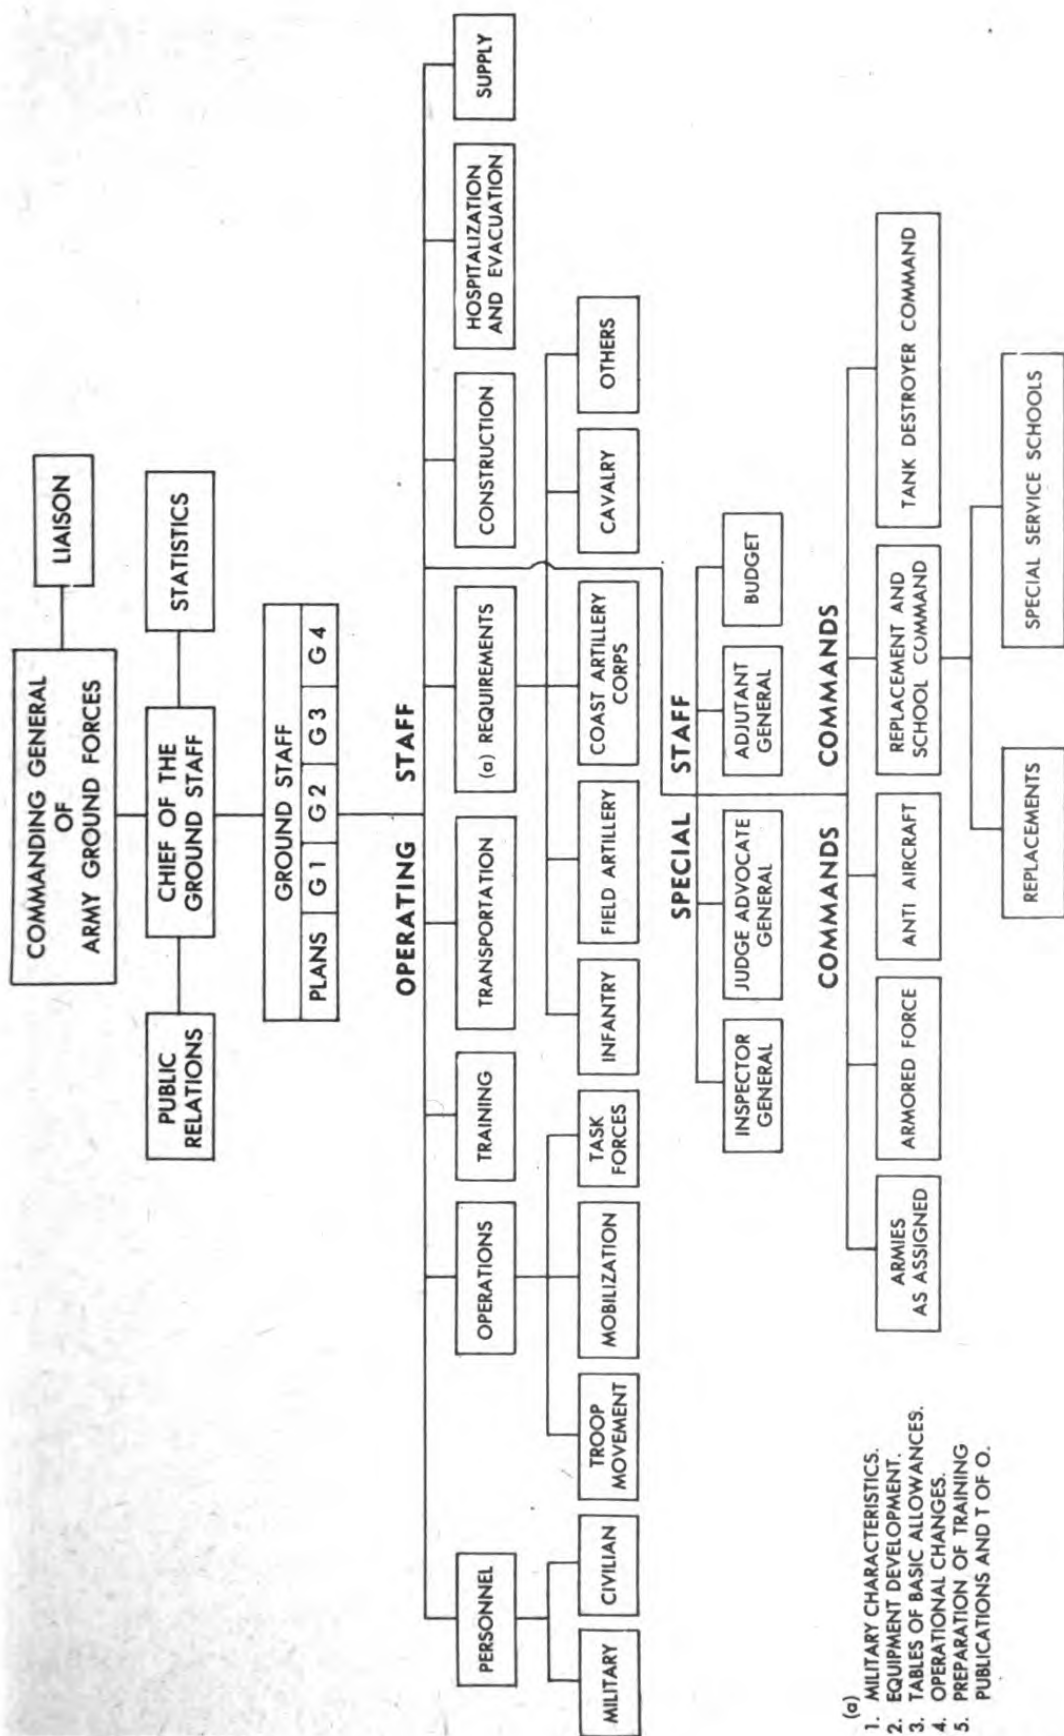 COMMANDING GENERAL
OF
ARMY GROUND FORCES
LIAISON
PUBLIC
RELATIONS
CHIEF OF THE
GROUND STAFF
STATISTICS
GROUND STAFF
PLANS G 1 G 2 G 3 G 4
OPERATING STAFF
PERSONNEL
OPERATIONS
TRAINING
TRANSPORTATION
(a) REQUIREMENTS
CONSTRUCTION
HOSPITALIZATION
AND EVACUATION
SUPPLY
MILITARY
CIVILIAN
TROOP
MOVEMENT
MOBILIZATION
TASK
FORCES
INFANTRY
FIELD ARTILLERY
COAST ARTILLERY
CORPS
CAVALRY
OTHERS
SPECIAL STAFF
INSPECTOR
GENERAL
JUDGE ADVOCATE
GENERAL
ADJUTANT
GENERAL
BUDGET
COMMANDS COMMANDS
ARMIES
AS ASSIGNED
ARMORED FORCE
ANTI AIRCRAFT
REPLACEMENT AND
SCHOOL COMMAND
TANK DESTROYER COMMAND
REPLACEMENTS
SPECIAL SERVICE SCHOOLS
(a)
1. MILITARY CHARACTERISTICS.
2. EQUIPMENT DEVELOPMENT.
3. TABLES OF BASIC ALLOWANCES.
4. OPERATIONAL CHANGES.
5. PREPARATION OF TRAINING
PUBLICATIONS AND T OF O.